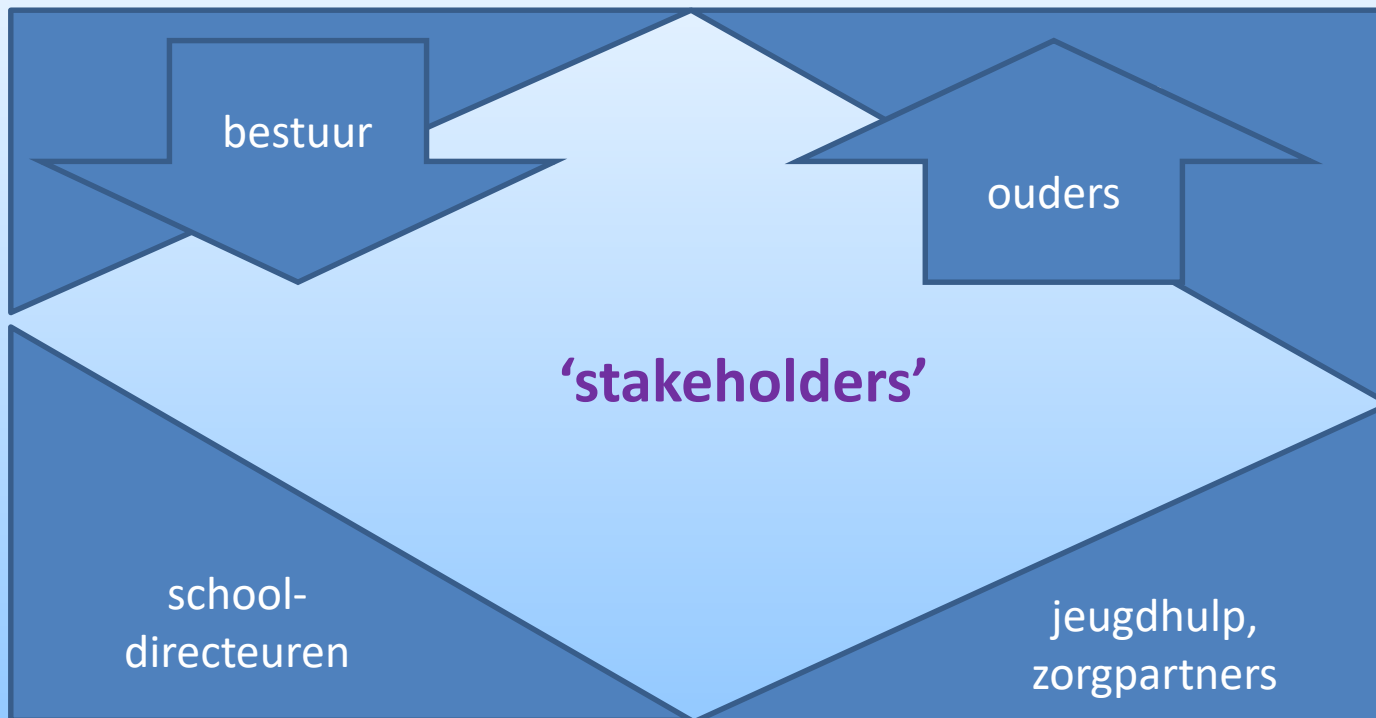 bestuur
ouders
‘stakeholders’
school-
directeuren
jeugdhulp,
zorgpartners